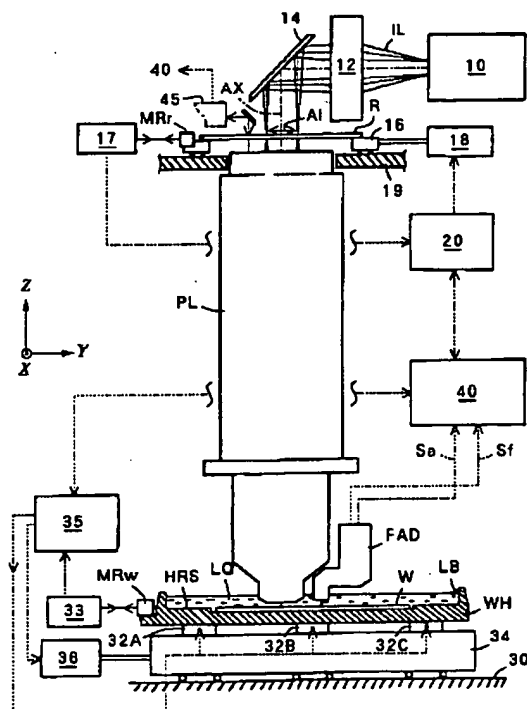 14
IL
40
12
10
45
AX
AI
R
MRr
16
17
18
19
20
PL
Z
X
Y
40
Sa
Sf
35
FAD
MRw
HRS
LQ
W
LB
WH
33
32A
32B
32C
34
38
30